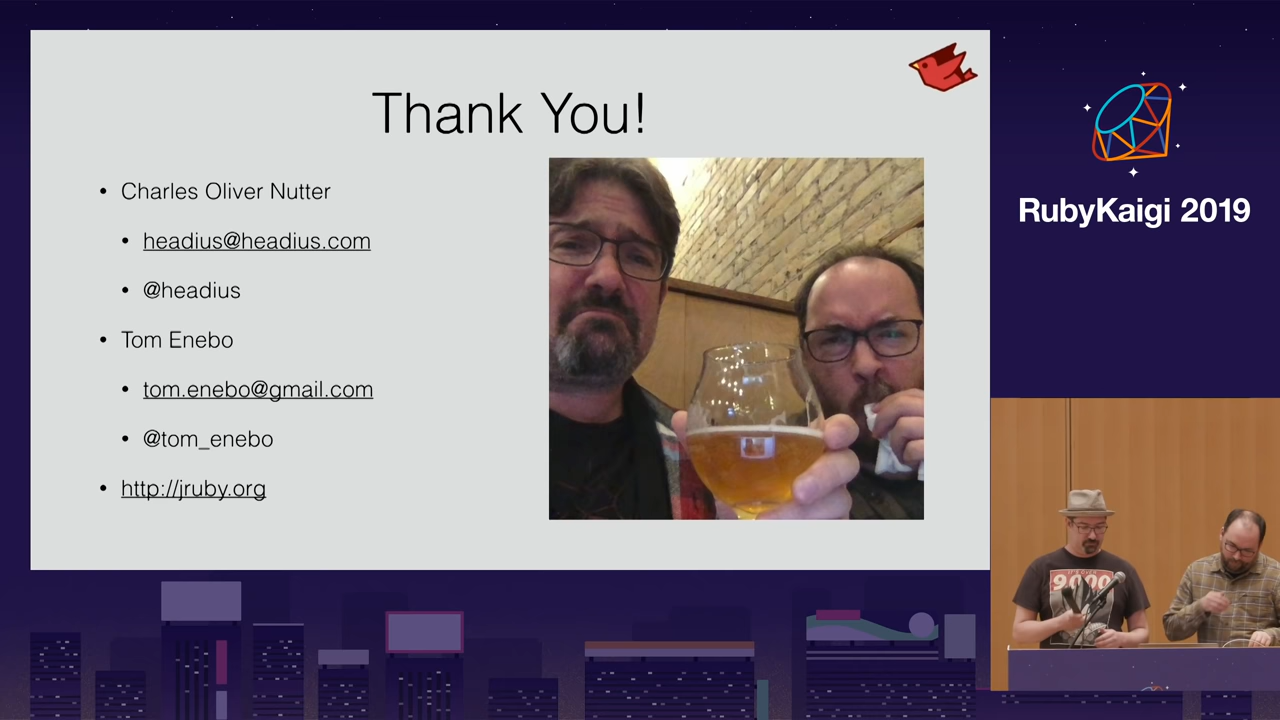 Thank You!
• Charles Oliver Nutter
• headius@headius.com
• @headius
• Tom Enebo
• tom.enebo@gmail.com
• @tom_enebo
• http://jruby.org
RubyKaigi 2019
9000